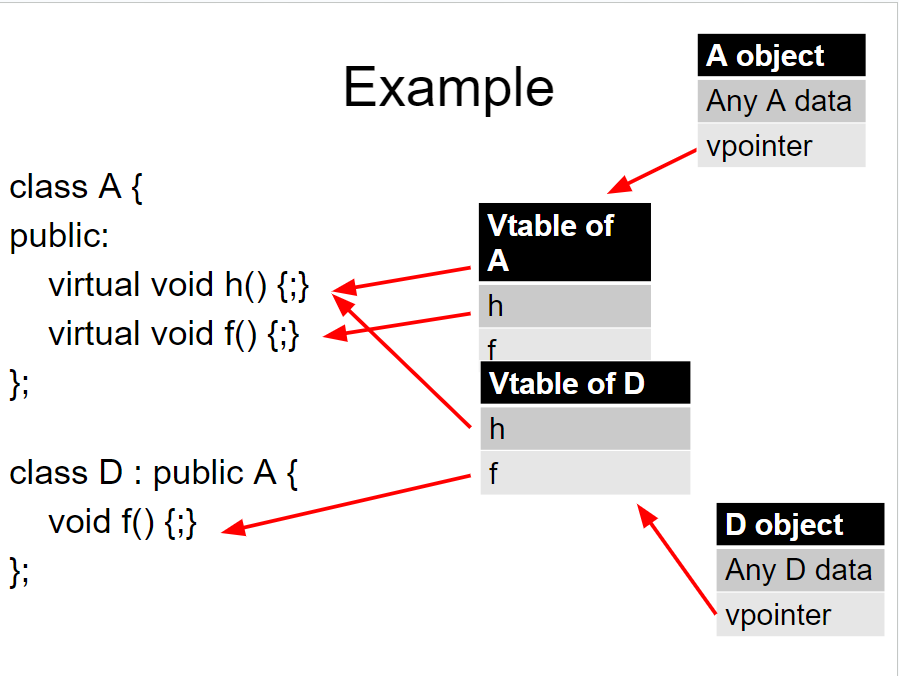 Example
class A {
public:
virtual void h() {;}
virtual void f() {;}
};
class D : public A {
void f() {;}
};
A object
Any A data
vpointer
Vtable of
A
h
f
Vtable of D
h
f
D object
Any D data
vpointer